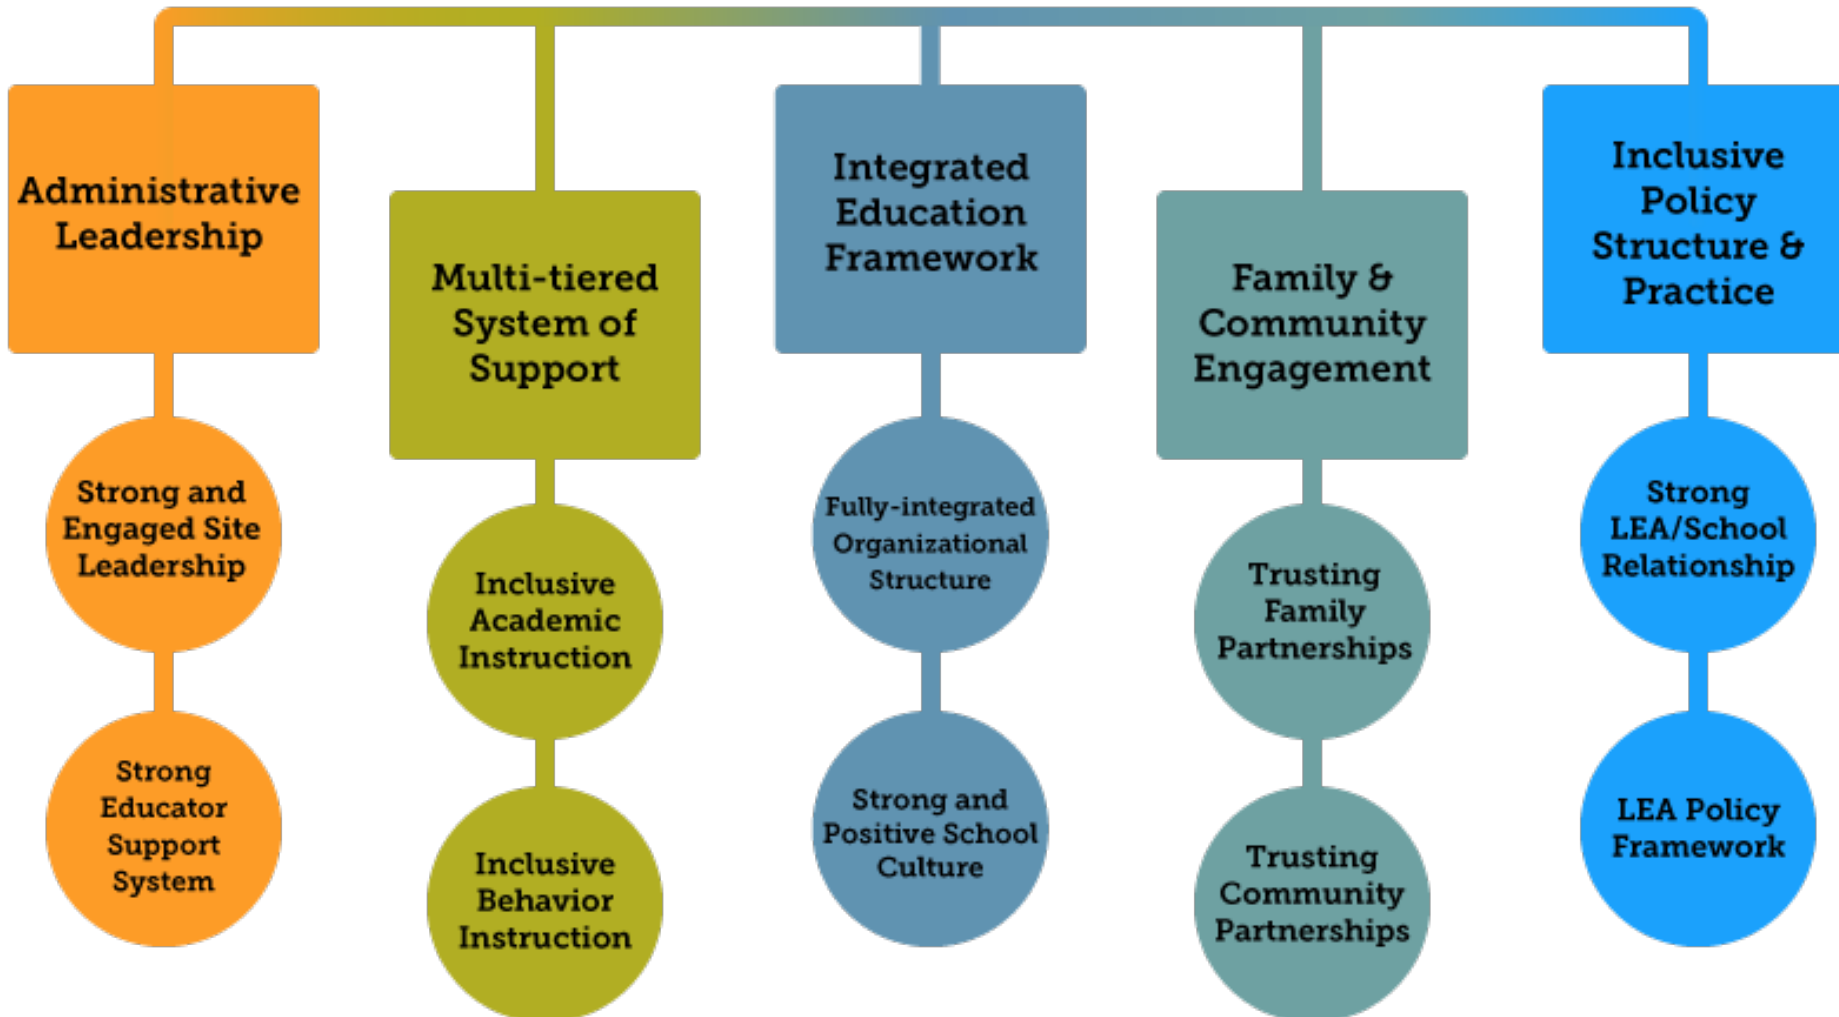 Administrative
Leadership
Strong and
Engaged Site
Leadership
Strong
Educator
Support
System
Multi-tiered
System of
Support
Inclusive
Academic
Instruction
Inclusive
Behavior
Instruction
Integrated
Education
Framework
Fully-integrated
Organizational
Structure
Strong and
Positive School
Culture
Family &
Community
Engagement
Trusting
Family
Partnerships
Trusting
Community
Partnerships
Inclusive
Policy
Structure &
Practice
Strong
LEA/School
Relationship
LEA Policy
Framework